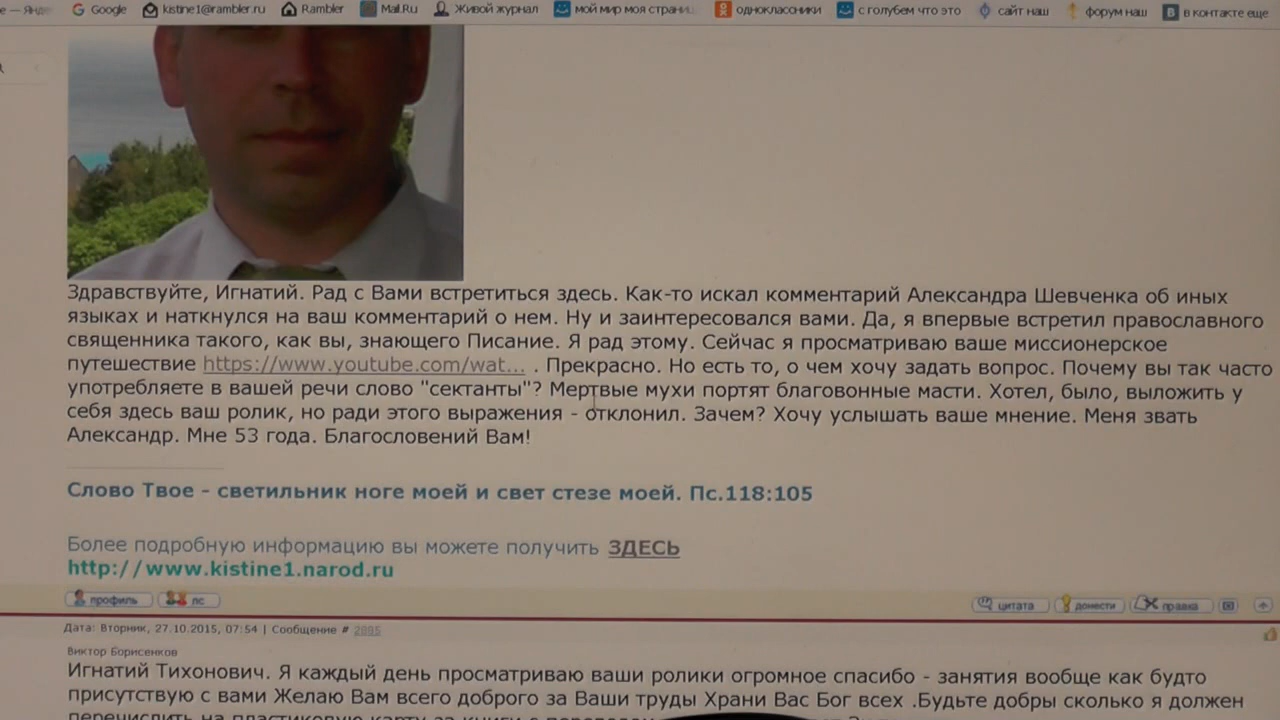 Google kistine1@rambler.ru Rambler Mail.Ru Живой журнал мой мир моя страни... одноклассники с голубем что это сайт наш форум наш в контакте еще
Здравствуйте, Игнатий. Рад с Вами встретиться здесь. Как-то искал комментарий Александра Шевченка об иных
языках и наткнулся на ваш комментарий о нем. Ну и заинтересовался вами. Да, я впервые встретил православного
священника такого, как вы, знающего Писание. Я рад этому. Сейчас я просматриваю ваше миссионерское
путешествие https://www.youtube.com/wat... . Прекрасно. Но есть то, о чем хочу задать вопрос. Почему вы так часто
употребляете в вашей речи слово "сектанты"? Мертвые мухи портят благовонные масти. Хотел, было, выложить у
себя здесь ваш ролик, но ради этого выражения - отклонил. Зачем? Хочу услышать ваше мнение. Меня звать
Александр. Мне 53 года. Благословений Вам!
Слово Твое - светильник ноге моей и свет стезе моей. Пс.118:105
Более подробную информацию вы можете получить ЗДЕСЬ
http://www.kistine1.narod.ru
профиль лс цитата донести правка
Дата: Вторник, 27.10.2015, 07:54 | Сообщение # 2895
Виктор Борисенков
Игнатий Тихонович. Я каждый день просматриваю ваши ролики огромное спасибо - занятия вообще как будто
присутствую с вами Желаю Вам всего доброго за Ваши труды Храни Вас Бог всех .Будьте добры сколько я должен
перечислить на пластиковую карту за книги с